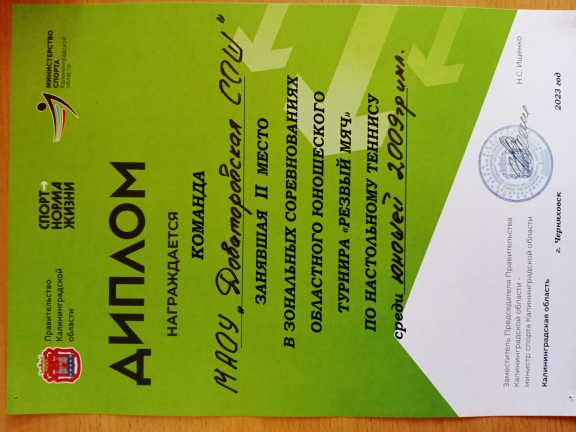 Правительство
Калининградской
области
СПОРТ
НОРМА
ЖИЗНИ
МИНИСТЕРСТВО
СПОРТА
Калининградской
области
ДИПЛОМ
НАГРАЖДАЕТСЯ
КОМАНДА
МАОУ „Доваторовская СОШ"
ЗАНЯВШАЯ II МЕСТО
В ЗОНАЛЬНЫХ СОРЕВНОВАНИЯХ
ОБЛАСТНОГО ЮНОШЕСКОГО
ТУРНИРА «РЕЗВЫЙ МЯЧ»
ПО НАСТОЛЬНОМУ ТЕННИСУ
среди юношей 2009гр и мл.
Заместитель Председателя Правительства
Калининградской области -
министр спорта Калининградской области
Н.С. Ищенко
Калининградская область
г. Черняховск
2023 год